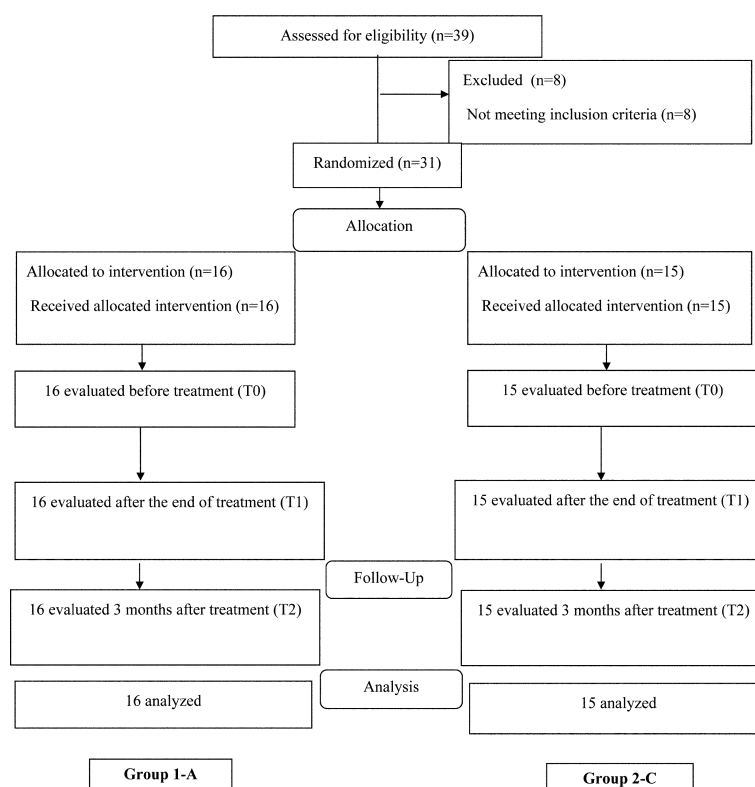 Assessed for eligibility (n=39)
Excluded (n=8)
Not meeting inclusion criteria (n=8)
Randomized (n=31)
Allocation
Allocated to intervention (n=16)
Received allocated intervention (n=16)
Allocated to intervention (n=15)
Received allocated intervention (n=15)
16 evaluated before treatment (T0)
15 evaluated before treatment (T0)
16 evaluated after the end of treatment (T1)
15 evaluated after the end of treatment (T1)
Follow-Up
16 evaluated 3 months after treatment (T2)
15 evaluated 3 months after treatment (T2)
Analysis
16 analyzed
15 analyzed
Group 1-A
Group 2-C